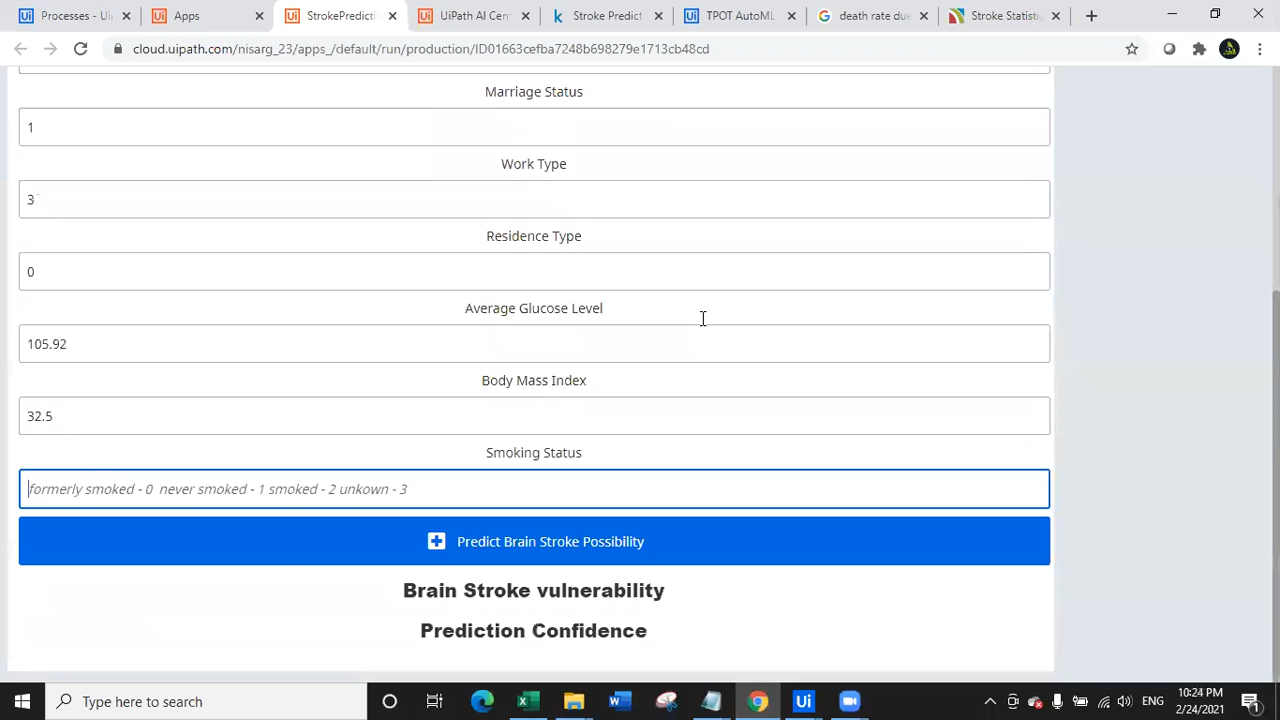 Processes - Ui
Apps
StrokePredicti
UiPath AI Cen
Stroke Predict
TPOT AutoML
death rate due
Stroke Statisti
cloud.uipath.com/nisarg_23/apps_/default/run/production/ID01663cefba7248b698279e1713cb48cd
Marriage Status
1
Work Type
3
Residence Type
0
Average Glucose Level
105.92
Body Mass Index
32.5
Smoking Status
formerly smoked - 0 never smoked - 1 smoked - 2 unkown - 3
Predict Brain Stroke Possibility
Brain Stroke vulnerability
Prediction Confidence
Type here to search
ENG
10:24 PM
2/24/2021